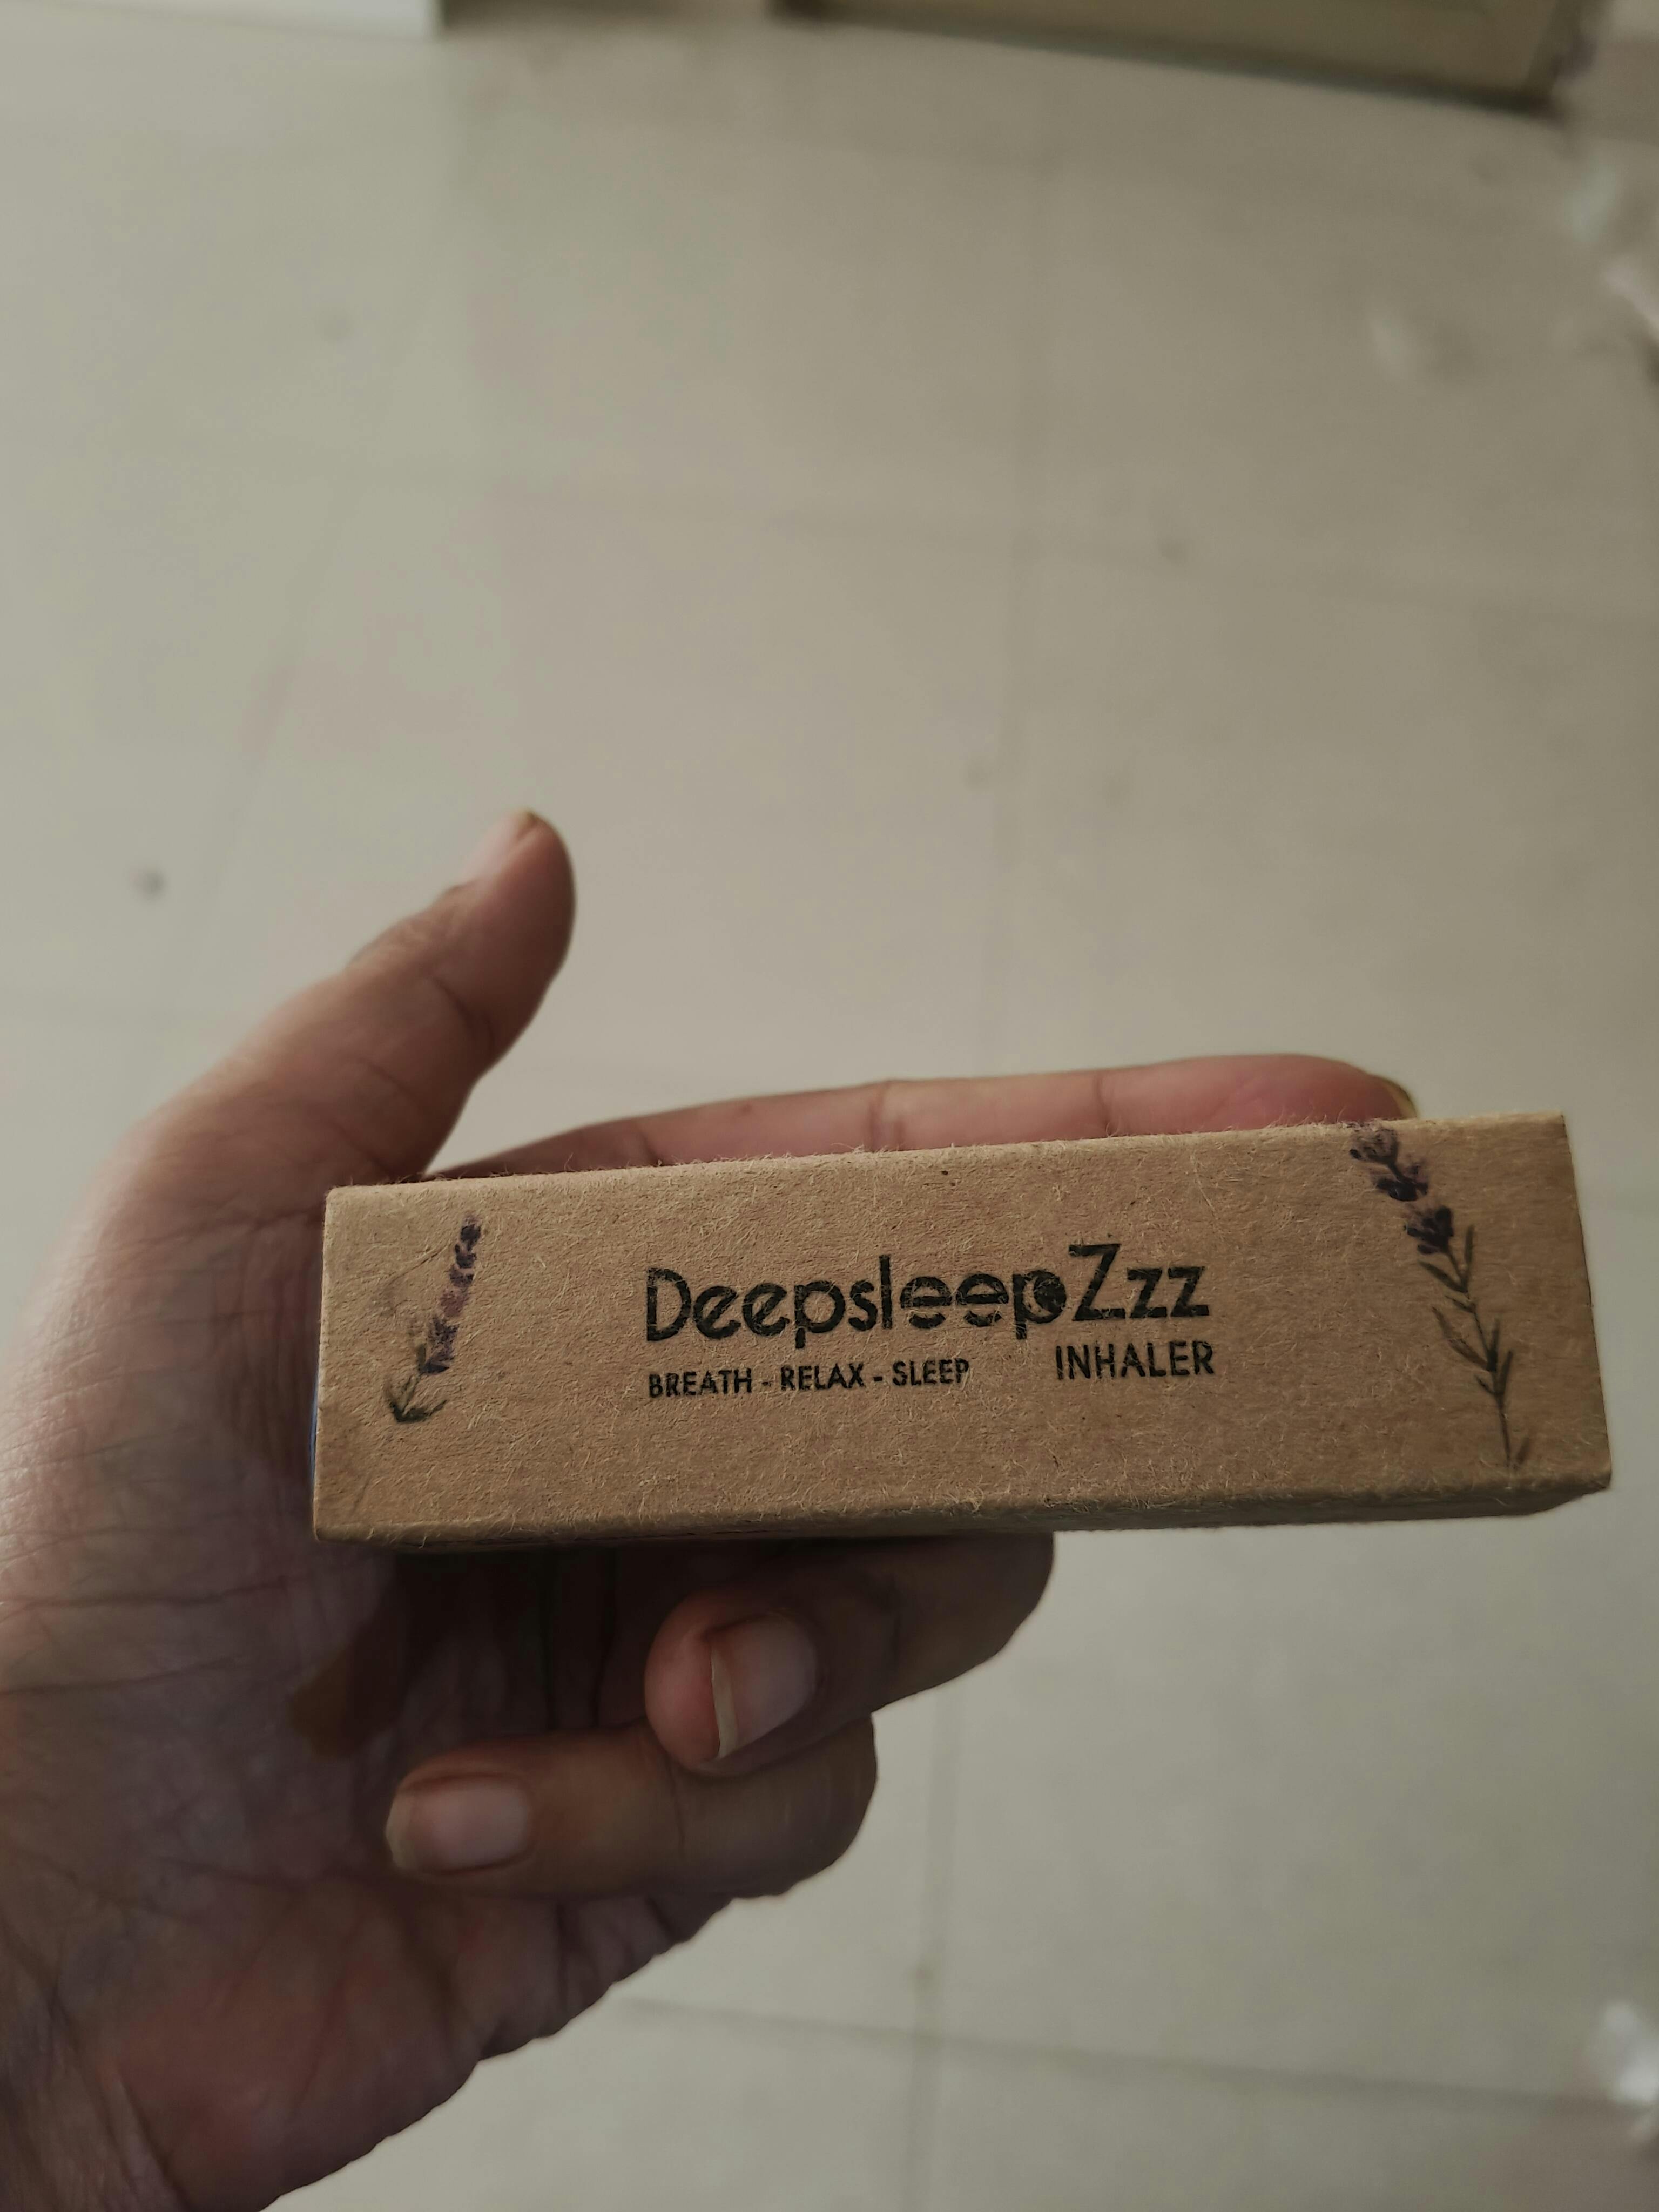 DeepsleepZzz
BREATH - RELAX - SLEEP INHALER